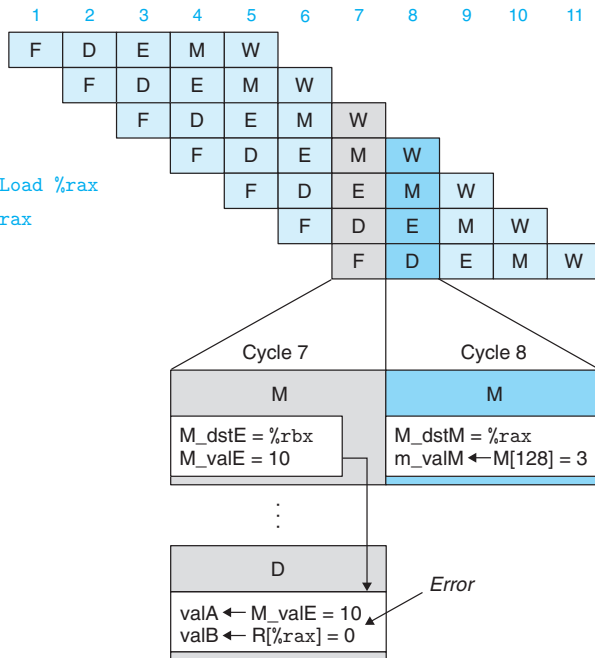 1 2 3 4 5 6 7 8 9 10 11
F D E M W
F D E M W
F D E M W
F D E M W
Load %rax F D E M W
rax F D E M W
F D E M W
Cycle 7 Cycle 8
M M
M_dstE = %rbx M_dstM = %rax
M_valE = 10 m_valM ← M[128] = 3
⋮
D
Error
valA ← M_valE = 10
valB ← R[%rax] = 0